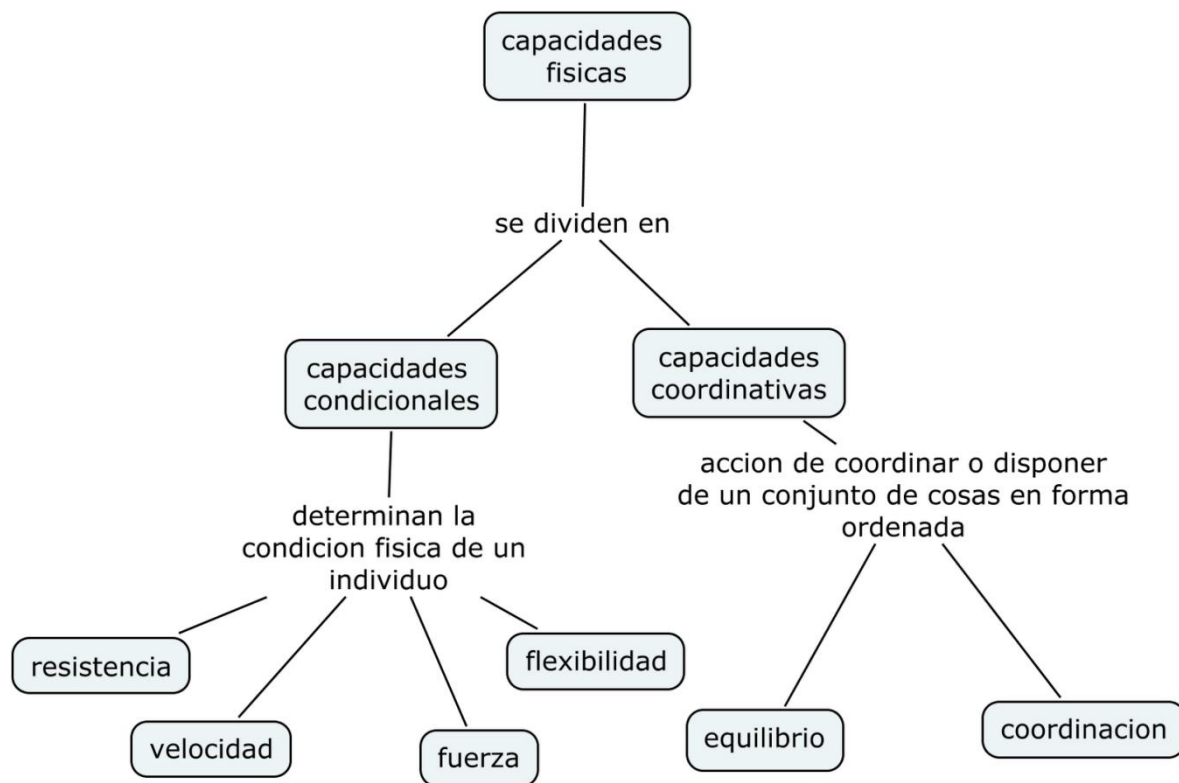 capacidades
fisicas
se dividen en
capacidades
condicionales
capacidades
coordinativas
determinan la
condicion fisica de un
individuo
accion de coordinar o disponer
de un conjunto de cosas en forma
ordenada
resistencia
velocidad
fuerza
flexibilidad
equilibrio
coordinacion